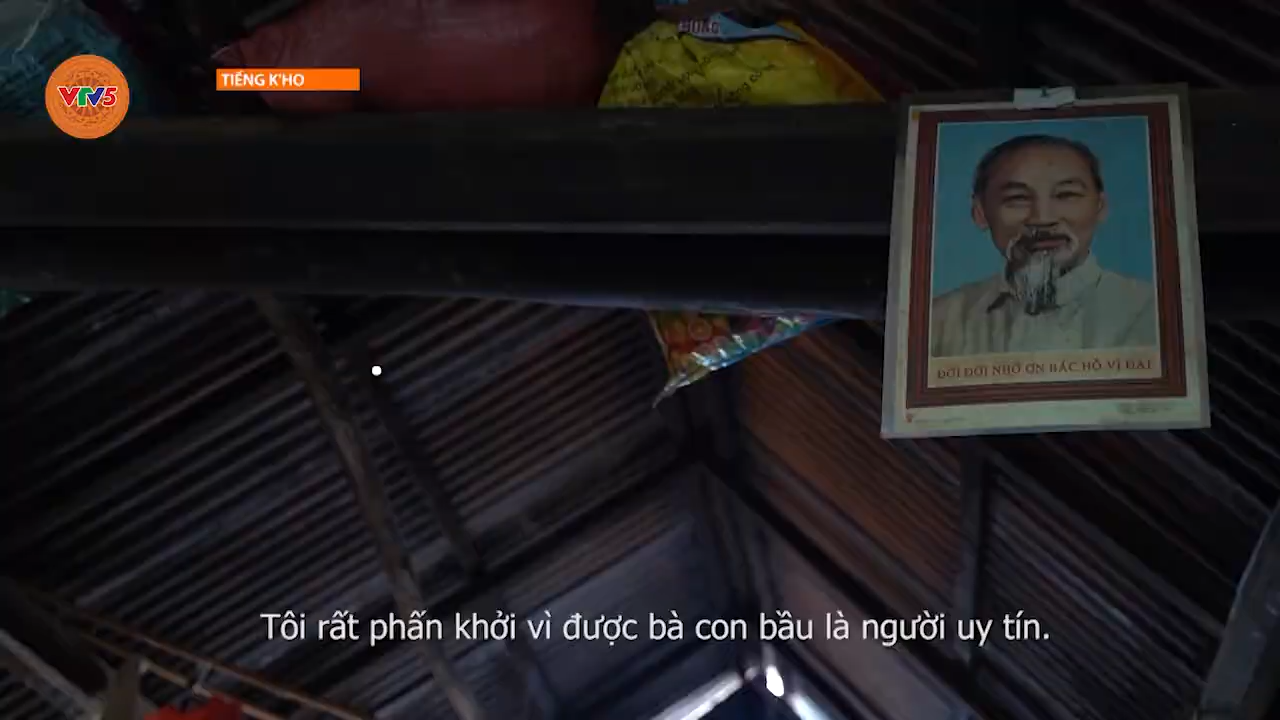 VTV5
TIẾNG K'HO
ĐỜI ĐỜI NHỚ ƠN BÁC HỒ VĨ ĐẠI
Tôi rất phấn khởi vì được bà con bầu là người uy tín.